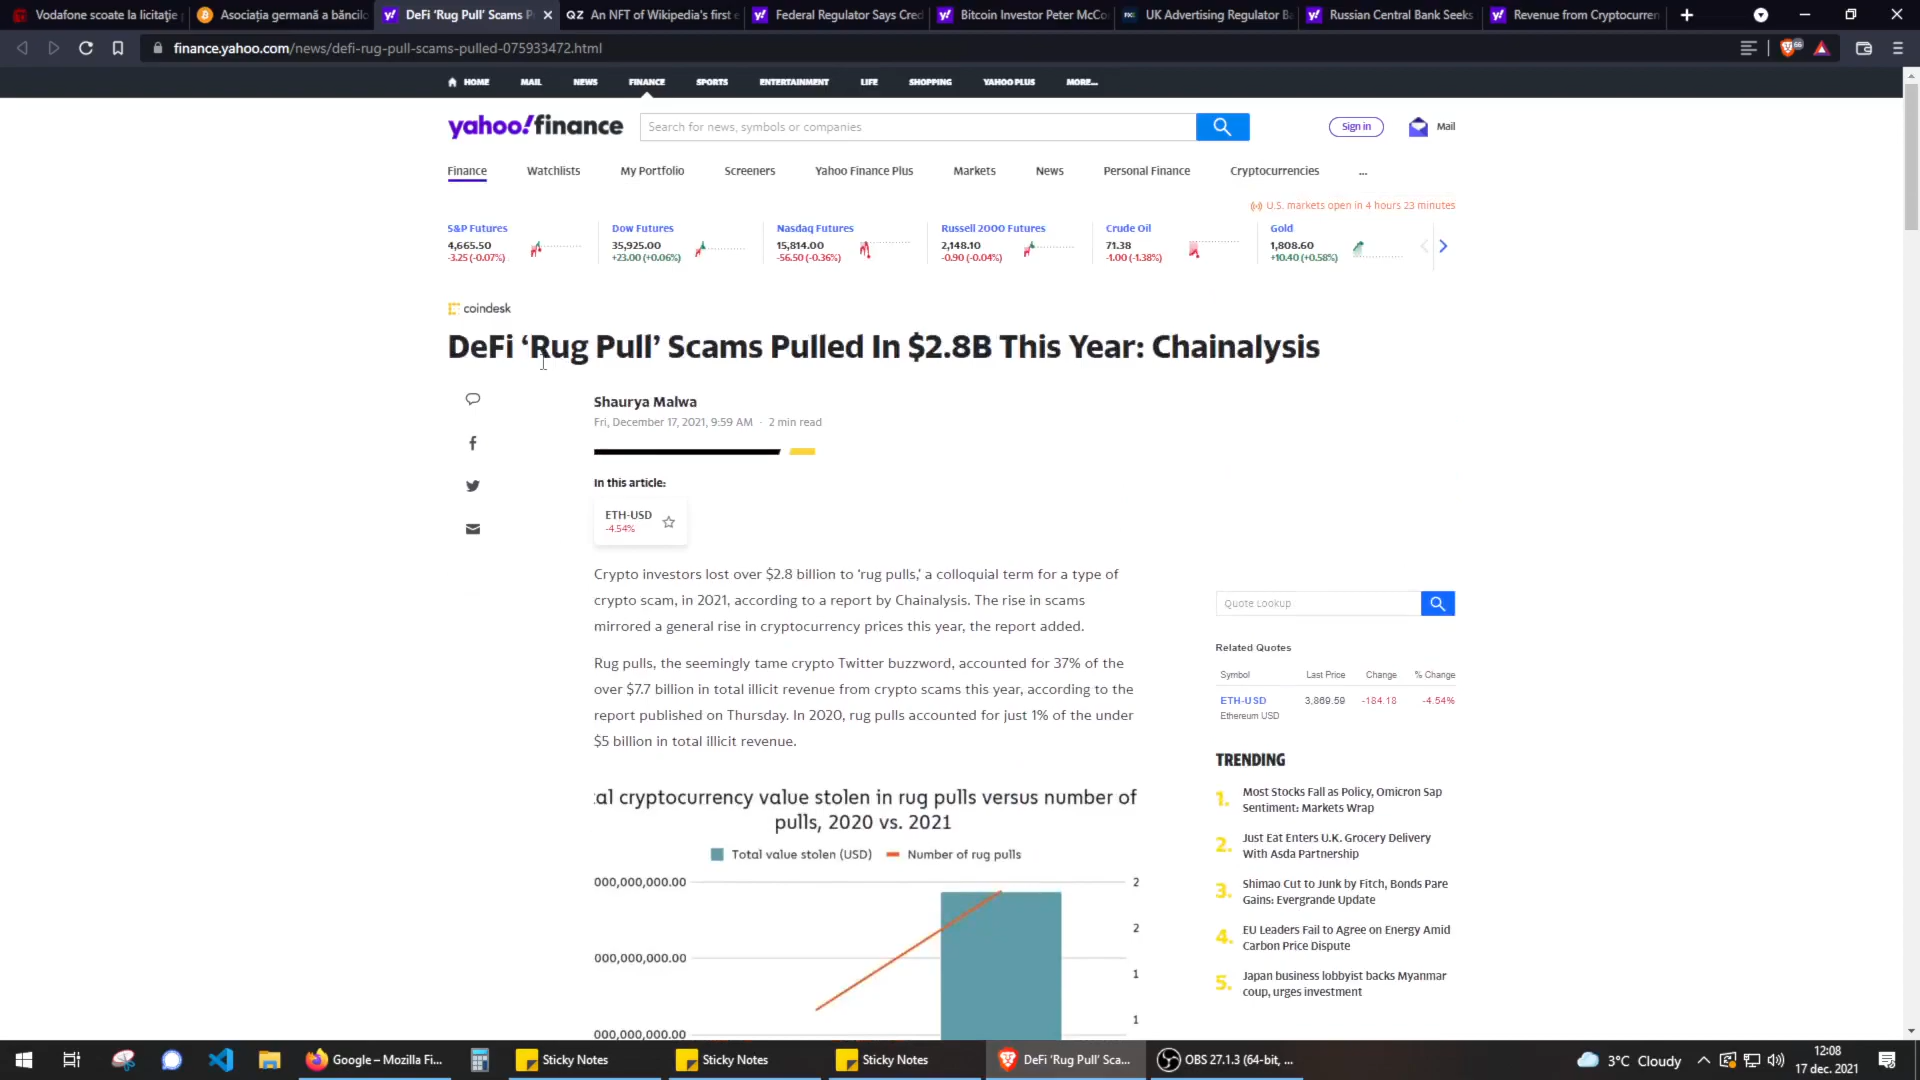 Vodafone scoate la licitație
Asociația germană a băncilo
DeFi 'Rug Pull' Scams P
QZ An NFT of Wikipedia's first e
Federal Regulator Says Cred
Bitcoin Investor Peter McCo
UK Advertising Regulator Ba
Russian Central Bank Seeks
Revenue from Cryptocurren
finance.yahoo.com/news/defi-rug-pull-scams-pulled-075933472.html
HOME MAIL NEWS FINANCE SPORTS ENTERTAINMENT LIFE SHOPPING YAHOO PLUS MORE...
yahoo!finance
Search for news, symbols or companies
Sign in
Mail
Finance Watchlists My Portfolio Screeners Yahoo Finance Plus Markets News Personal Finance Cryptocurrencies ...
U.S. markets open in 4 hours 23 minutes
S&P Futures
4,665.50
-3.25 (-0.07%)
Dow Futures
35,925.00
+23.00 (+0.06%)
Nasdaq Futures
15,814.00
-56.50 (-0.36%)
Russell 2000 Futures
2,148.10
-0.90 (-0.04%)
Crude Oil
71.38
-1.00 (-1.38%)
Gold
1,808.60
+10.40 (+0.58%)
coindesk
DeFi ‘Rug Pull’ Scams Pulled In $2.8B This Year: Chainalysis
Shaurya Malwa
Fri, December 17, 2021, 9:59 AM · 2 min read
In this article:
ETH-USD
-4.54%
Crypto investors lost over $2.8 billion to ‘rug pulls,’ a colloquial term for a type of
crypto scam, in 2021, according to a report by Chainalysis. The rise in scams
mirrored a general rise in cryptocurrency prices this year, the report added.
Rug pulls, the seemingly tame crypto Twitter buzzword, accounted for 37% of the
over $7.7 billion in total illicit revenue from crypto scams this year, according to the
report published on Thursday. In 2020, rug pulls accounted for just 1% of the under
$5 billion in total illicit revenue.
al cryptocurrency value stolen in rug pulls versus number of
pulls, 2020 vs. 2021
Total value stolen (USD) Number of rug pulls
000,000,000.00 2
2
000,000,000.00
1
1
000,000,000.00
Quote Lookup
Related Quotes
Symbol Last Price Change % Change
ETH-USD 3,869.59 -184.18 -4.54%
Ethereum USD
TRENDING
1. Most Stocks Fall as Policy, Omicron Sap
Sentiment: Markets Wrap
2. Just Eat Enters U.K. Grocery Delivery
With Asda Partnership
3. Shimao Cut to Junk by Fitch, Bonds Pare
Gains: Evergrande Update
4. EU Leaders Fail to Agree on Energy Amid
Carbon Price Dispute
5. Japan business lobbyist backs Myanmar
coup, urges investment
Google – Mozilla Fi...
Sticky Notes
Sticky Notes
Sticky Notes
DeFi 'Rug Pull' Sca...
OBS 27.1.3 (64-bit, ...
3°C Cloudy
12:08
17 dec. 2021